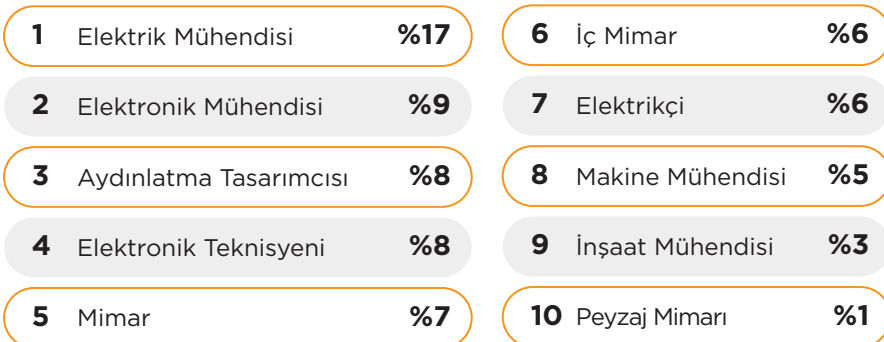 1 Elektrik Mühendisi %17
2 Elektronik Mühendisi %9
3 Aydınlatma Tasarımcısı %8
4 Elektronik Teknisyeni %8
5 Mimar %7
6 İç Mimar %6
7 Elektrikçi %6
8 Makine Mühendisi %5
9 İnşaat Mühendisi %3
10 Peyzaj Mimarı %1